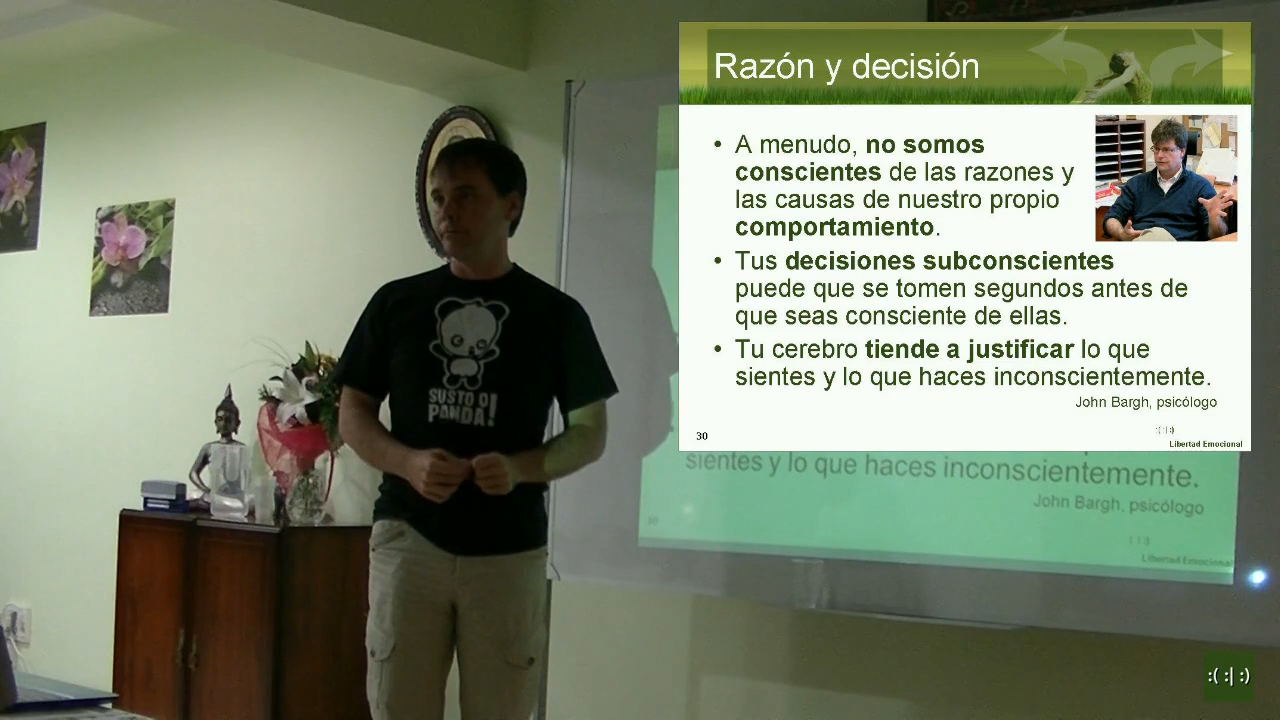 Razón y decisión
• A menudo, no somos
conscientes de las razones y
las causas de nuestro propio
comportamiento.
• Tus decisiones subconscientes
puede que se tomen segundos antes de
que seas consciente de ellas.
• Tu cerebro tiende a justificar lo que
sientes y lo que haces inconscientemente.
John Bargh, psicólogo
30
:(:|:)
Libertad Emocional
sientes y lo que haces inconscientemente.
John Bargh, psicólogo
Libertad Emocional
SUSTO O
PANDA!
:( :| :)